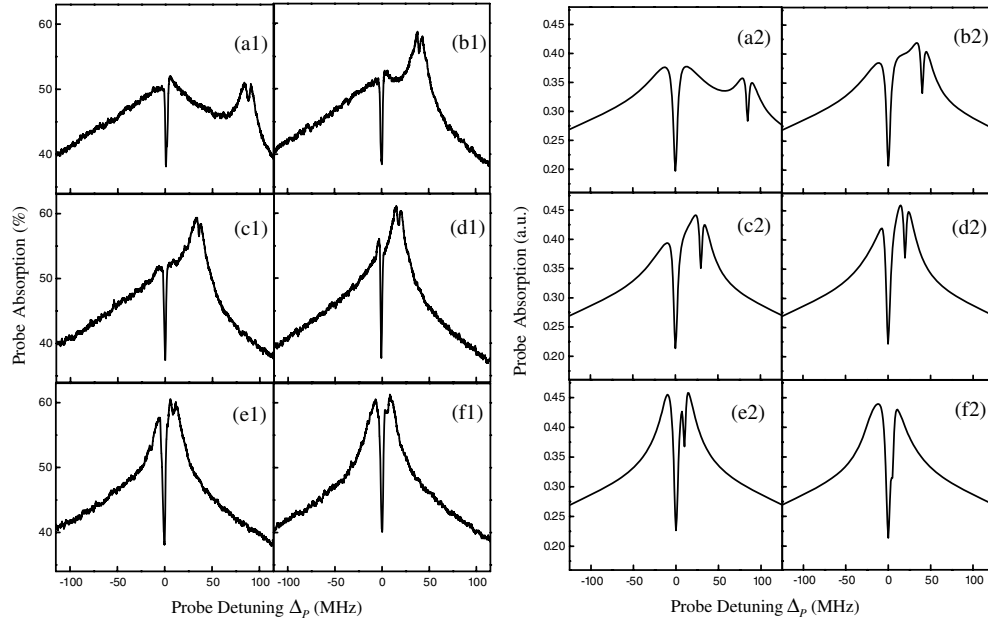 60
50
40
(a1)
(b1)
0.45
0.40
0.35
0.30
0.25
0.20
(a2)
(b2)
Probe Absorption (%)
60
50
40
(c1)
(d1)
Probe Absorption (a.u.)
0.45
0.40
0.35
0.30
0.25
0.20
(c2)
(d2)
60
50
40
(e1)
(f1)
0.45
0.40
0.35
0.30
0.25
0.20
(e2)
(f2)
-100 -50 0 50 100 -100 -50 0 50 100
-100 -50 0 50 100 -100 -50 0 50 100
Probe Detuning Δ_P (MHz)
Probe Detuning Δ_P (MHz)